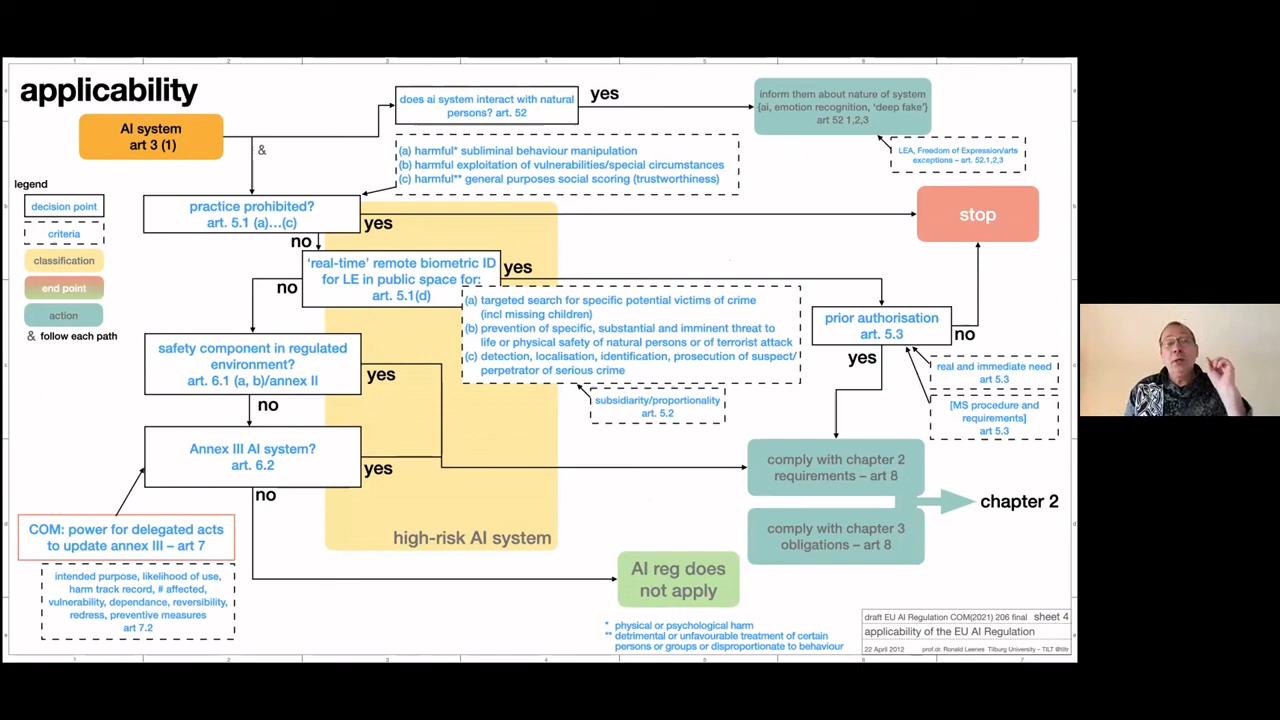 applicability
AI system
art 3 (1)
does ai system interact with natural
persons? art. 52
yes
inform them about nature of system
{ai, emotion recognition, 'deep fake'}
art 52 1,2,3
LEA, Freedom of Expression/arts
exceptions – art. 52.1,2,3
&
(a) harmful* subliminal behaviour manipulation
(b) harmful exploitation of vulnerabilities/special circumstances
(c) harmful** general purposes social scoring (trustworthiness)
legend
decision point
criteria
classification
end point
action
& follow each path
practice prohibited?
art. 5.1 (a)…(c)
yes
stop
no
'real-time' remote biometric ID
for LE in public space for:
art. 5.1(d)
yes
no
(a) targeted search for specific potential victims of crime
(incl missing children)
(b) prevention of specific, substantial and imminent threat to
life or physical safety of natural persons or of terrorist attack
(c) detection, localisation, identification, prosecution of suspect/
perpetrator of serious crime
subsidiarity/proportionality
art. 5.2
prior authorisation
art. 5.3
no
yes
real and immediate need
art 5.3
[MS procedure and
requirements]
art 5.3
safety component in regulated
environment?
art. 6.1 (a, b)/annex II
yes
no
Annex III AI system?
art. 6.2
yes
no
comply with chapter 2
requirements – art 8
chapter 2
comply with chapter 3
obligations – art 8
COM: power for delegated acts
to update annex III – art 7
intended purpose, likelihood of use,
harm track record, # affected,
vulnerability, dependance, reversibility,
redress, preventive measures
art 7.2
high-risk AI system
AI reg does
not apply
* physical or psychological harm
** detrimental or unfavourable treatment of certain
persons or groups or disproportionate to behaviour
draft EU AI Regulation COM(2021) 206 final sheet 4
applicability of the EU AI Regulation
22 April 2012 prof.dr. Ronald Leenes Tilburg University – TILT @tiltr